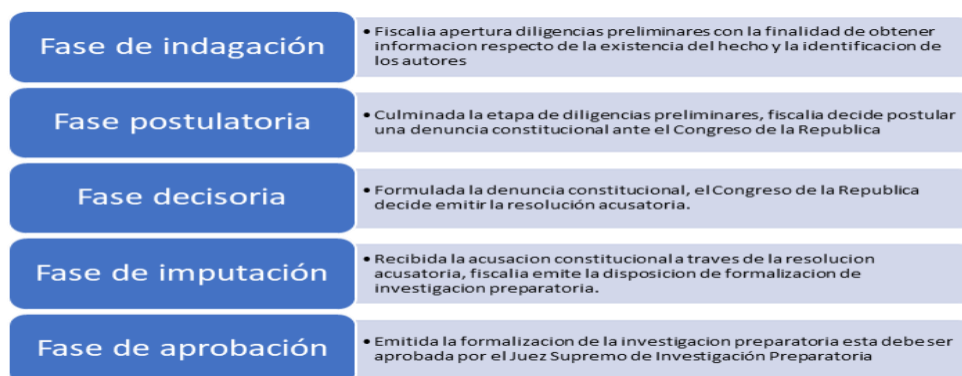 Fase de indagación
• Fiscalia apertura diligencias preliminares con la finalidad de obtener
informacion respecto de la existencia del hecho y la identificacion de
los autores
Fase postulatoria
• Culminada la etapa de diligencias preliminares, fiscalia decide postular
una denuncia constitucional ante el Congreso de la Republica
Fase decisoria
• Formulada la denuncia constitucional, el Congreso de la Republica
decide emitir la resolución acusatoria.
Fase de imputación
• Recibida la acusacion constitucional a traves de la resolucion
acusatoria, fiscalia emite la disposicion de formalizacion de
investigacion preparatoria.
Fase de aprobación
• Emitida la formalizacion de la investigacion preparatoria esta debe ser
aprobada por el Juez Supremo de Investigación Preparatoria